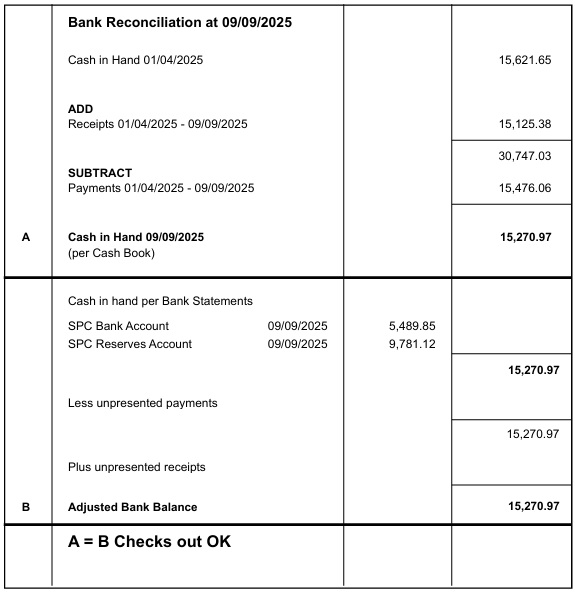 Bank Reconciliation at 09/09/2025
Cash in Hand 01/04/2025 15,621.65
ADD
Receipts 01/04/2025 - 09/09/2025 15,125.38
30,747.03
SUBTRACT
Payments 01/04/2025 - 09/09/2025 15,476.06
A Cash in Hand 09/09/2025 15,270.97
(per Cash Book)
Cash in hand per Bank Statements
SPC Bank Account 09/09/2025 5,489.85
SPC Reserves Account 09/09/2025 9,781.12
15,270.97
Less unpresented payments
15,270.97
Plus unpresented receipts
B Adjusted Bank Balance 15,270.97
A = B Checks out OK